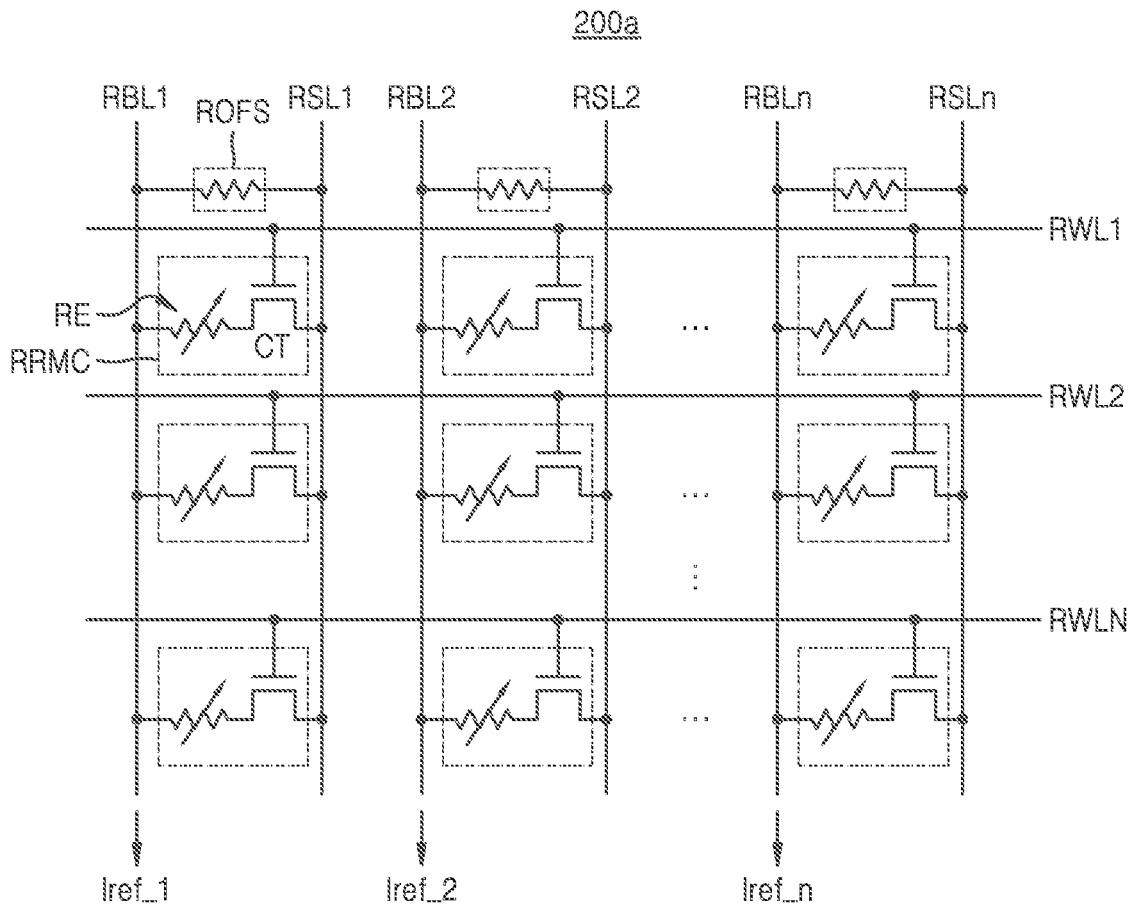 200a
RBL1 RSL1 RBL2 RSL2 RBLn RSLn
ROFS
RWL1
RE
CT
...
RRMC
RWL2
...
...
RWLN
...
Iref_1 Iref_2 Iref_n